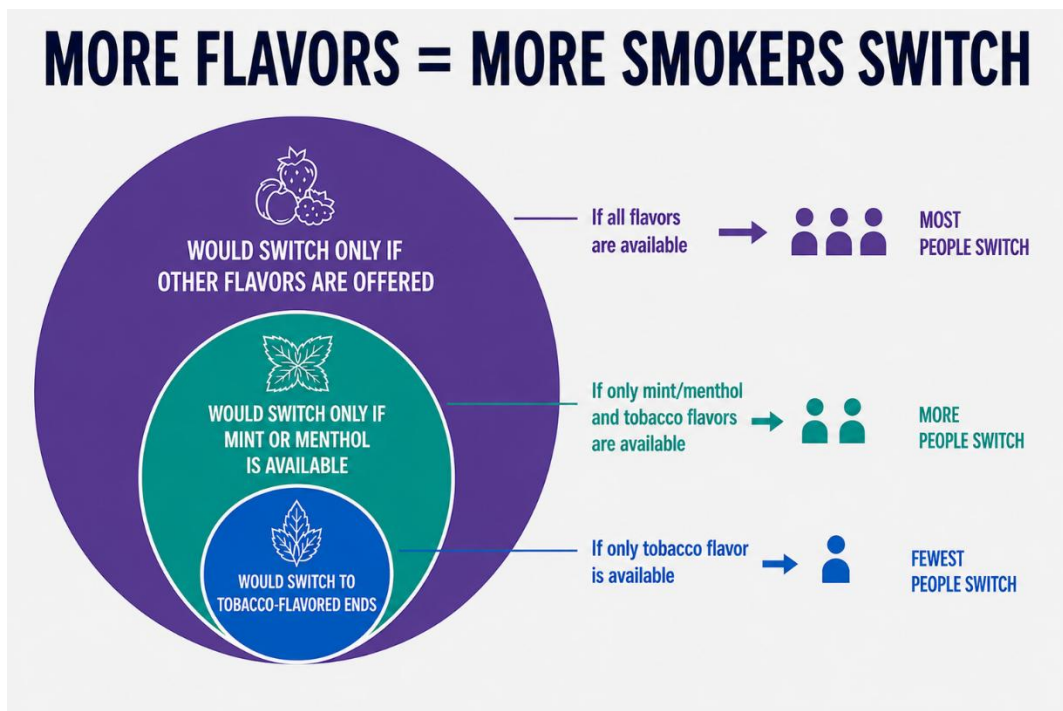 MORE FLAVORS = MORE SMOKERS SWITCH
WOULD SWITCH ONLY IF
OTHER FLAVORS ARE OFFERED
If all flavors
are available
MOST
PEOPLE SWITCH
WOULD SWITCH ONLY IF
MINT OR MENTHOL
IS AVAILABLE
If only mint/menthol
and tobacco flavors
are available
MORE
PEOPLE SWITCH
WOULD SWITCH TO
TOBACCO-FLAVORED ENDS
If only tobacco flavor
is available
FEWEST
PEOPLE SWITCH